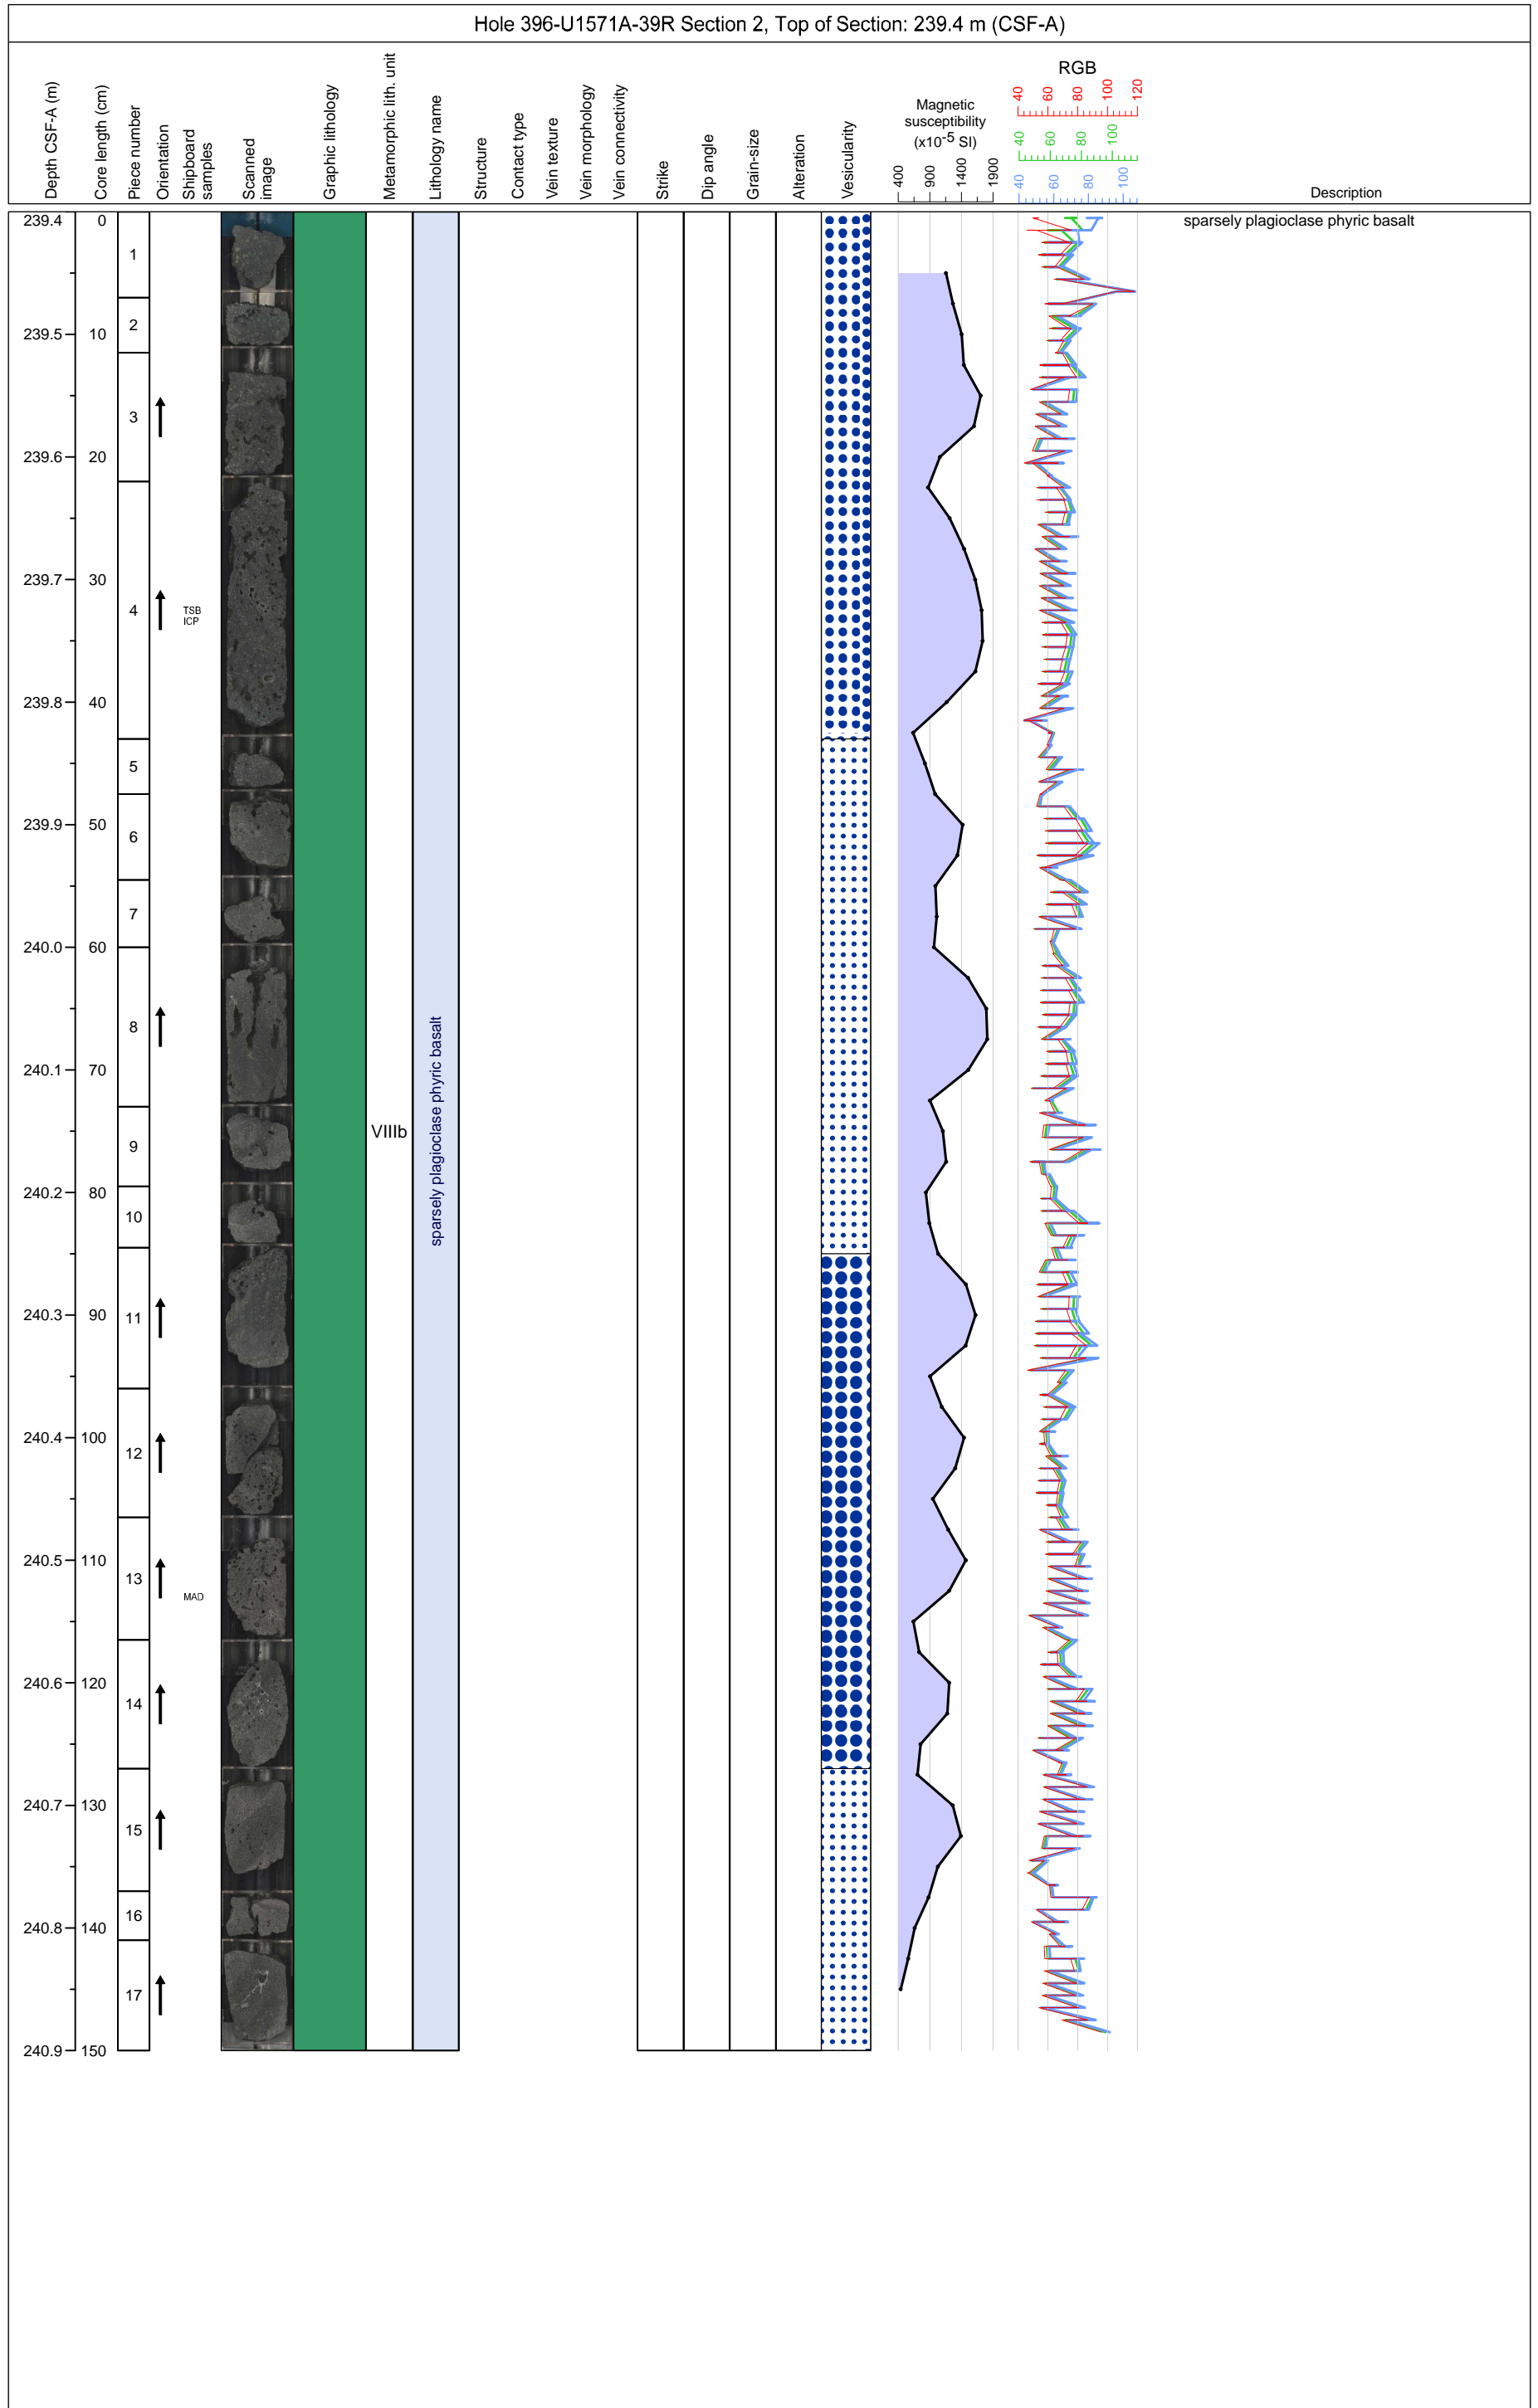 Hole 396-U1571A-39R Section 2, Top of Section: 239.4 m (CSF-A)
Depth CSF-A (m)
Core length (cm)
Piece number
Orientation
Shipboard
samples
Scanned
image
Graphic lithology
Metamorphic lith. unit
Lithology name
Structure
Contact type
Vein texture
Vein morphology
Vein connectivity
Strike
Dip angle
Grain-size
Alteration
Vesicularity
Magnetic
susceptibility
(x10-5 SI)
400 900 1400 1900
RGB
40 60 80 100 120
40 60 80 100
40 60 80 100
Description
239.4 0
sparsely plagioclase phyric basalt
1
2
239.5 10
3
239.6 20
239.7 30
4
TSB
ICP
239.8 40
5
239.9 50
6
7
240.0 60
8
240.1 70
VIIIb
sparsely plagioclase phyric basalt
9
240.2 80
10
240.3 90
11
240.4 100
12
240.5 110
13
MAD
240.6 120
14
240.7 130
15
16
240.8 140
17
240.9 150